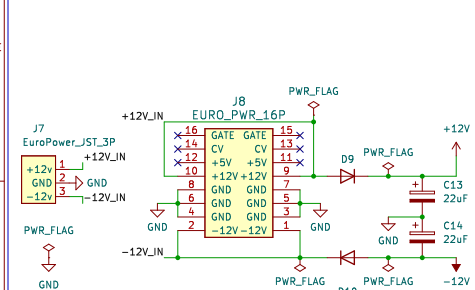 PWR_FLAG
J8
EURO_PWR_16P
+12V_IN
+12V
J7
EuroPower_JST_3P
16 GATE GATE 15
14 CV CV 13
12 +5V +5V 11
10 +12V +12V 9
8 GND GND 7
6 GND GND 5
4 GND GND 3
2 -12V -12V 1
D9
PWR_FLAG
+12V_IN
+12v 1
GND 2
-12v 3
GND
-12V_IN
GND
GND
C13
22uF
GND
C14
22uF
PWR_FLAG
GND
-12V_IN
PWR_FLAG
PWR_FLAG
-12V